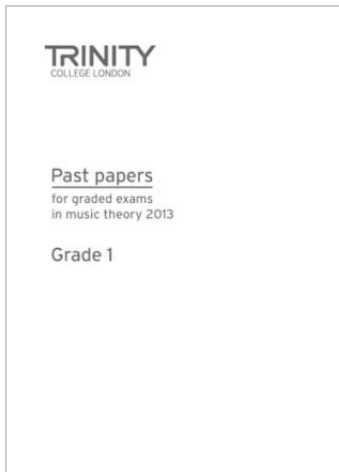 TRINITY
COLLEGE LONDON
Past papers
for graded exams
in music theory 2013
Grade 1